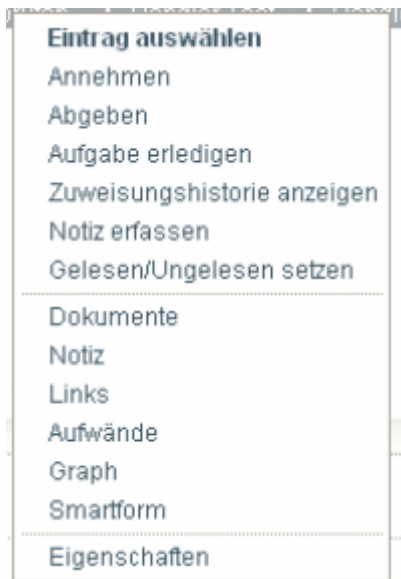 Eintrag auswählen
Annehmen
Abgeben
Aufgabe erledigen
Zuweisungshistorie anzeigen
Notiz erfassen
Gelesen/Ungelesen setzen
Dokumente
Notiz
Links
Aufwände
Graph
Smartform
Eigenschaften